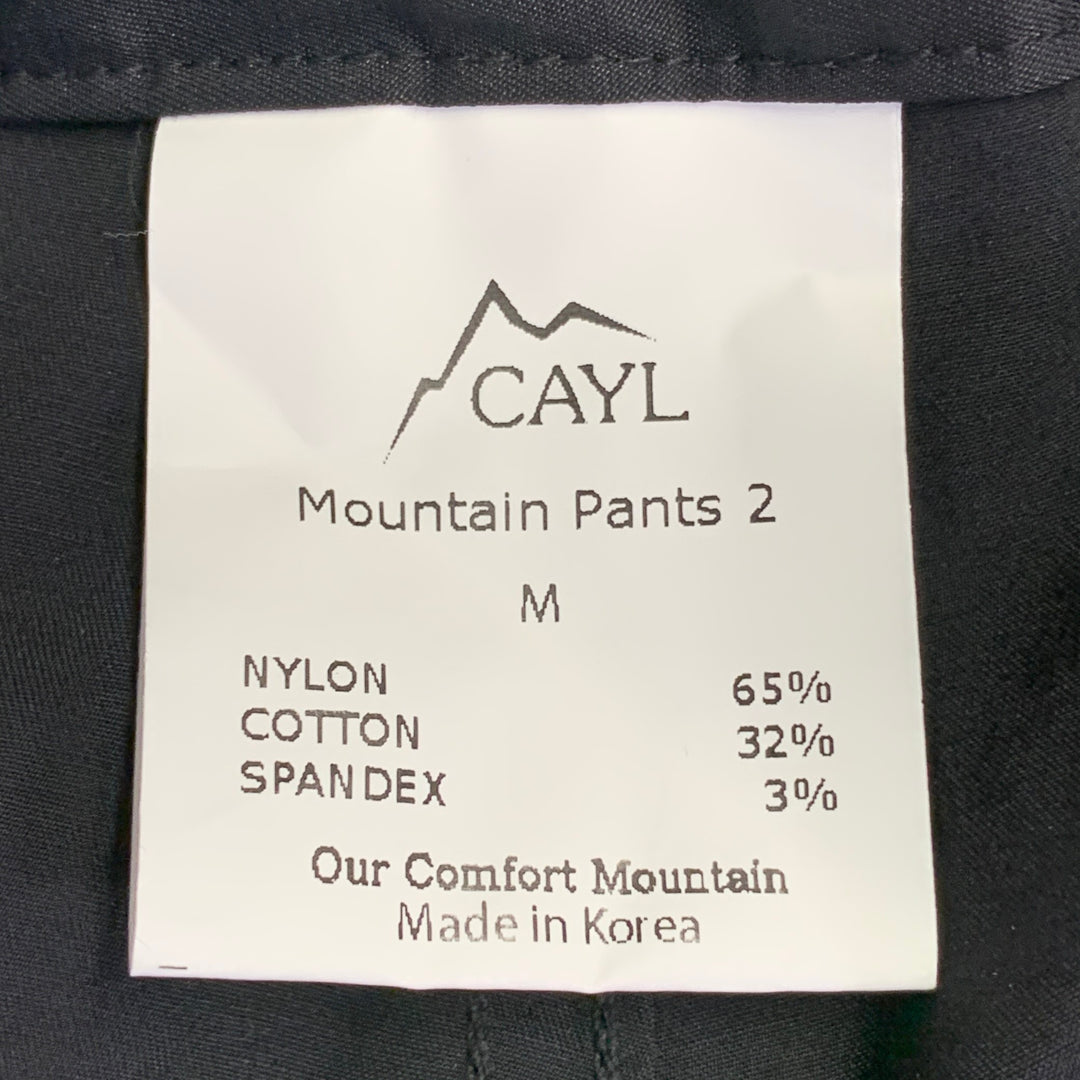 CAYL
Mountain Pants 2
M
NYLON 65%
COTTON 32%
SPANDEX 3%
Our Comfort Mountain
Made in Korea